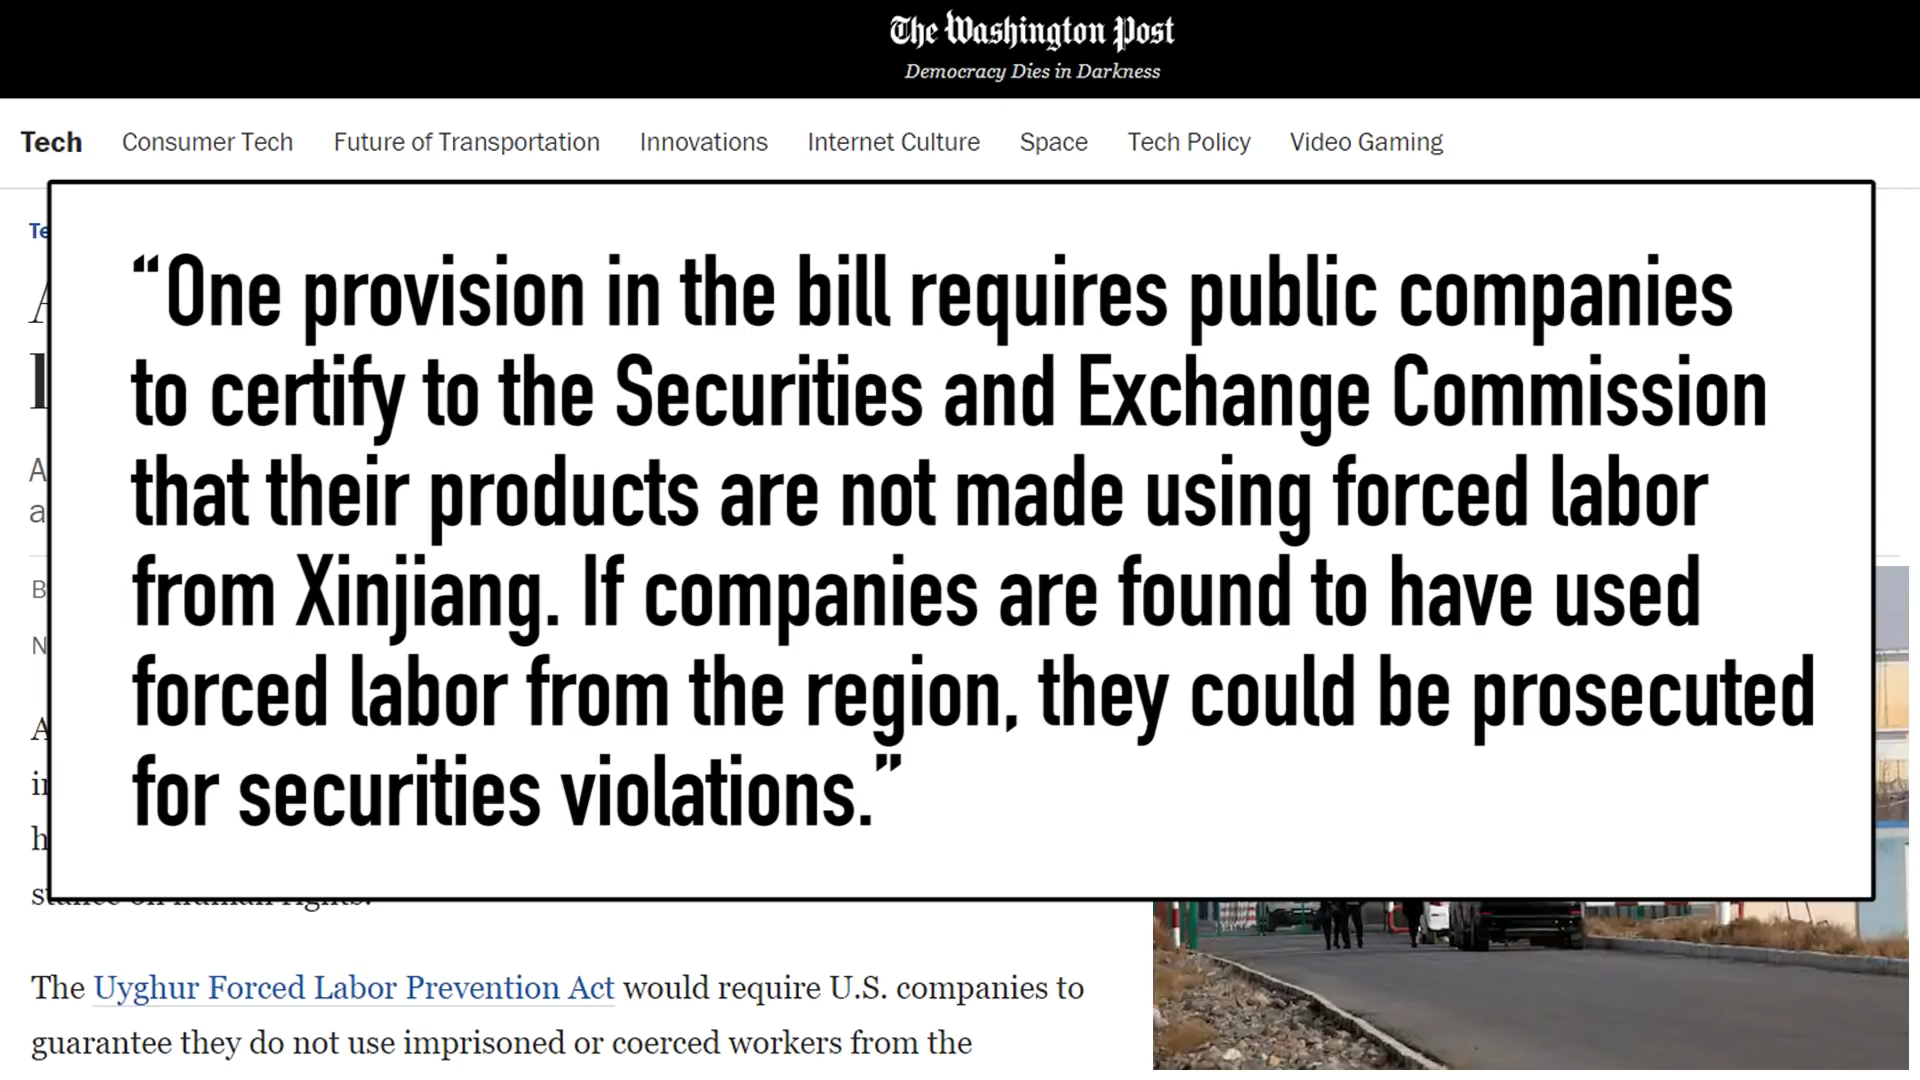 The Washington Post
Democracy Dies in Darkness
Tech Consumer Tech Future of Transportation Innovations Internet Culture Space Tech Policy Video Gaming
“One provision in the bill requires public companies
to certify to the Securities and Exchange Commission
that their products are not made using forced labor
from Xinjiang. If companies are found to have used
forced labor from the region, they could be prosecuted
for securities violations.”
stance on human rights.
The Uyghur Forced Labor Prevention Act would require U.S. companies to
guarantee they do not use imprisoned or coerced workers from the